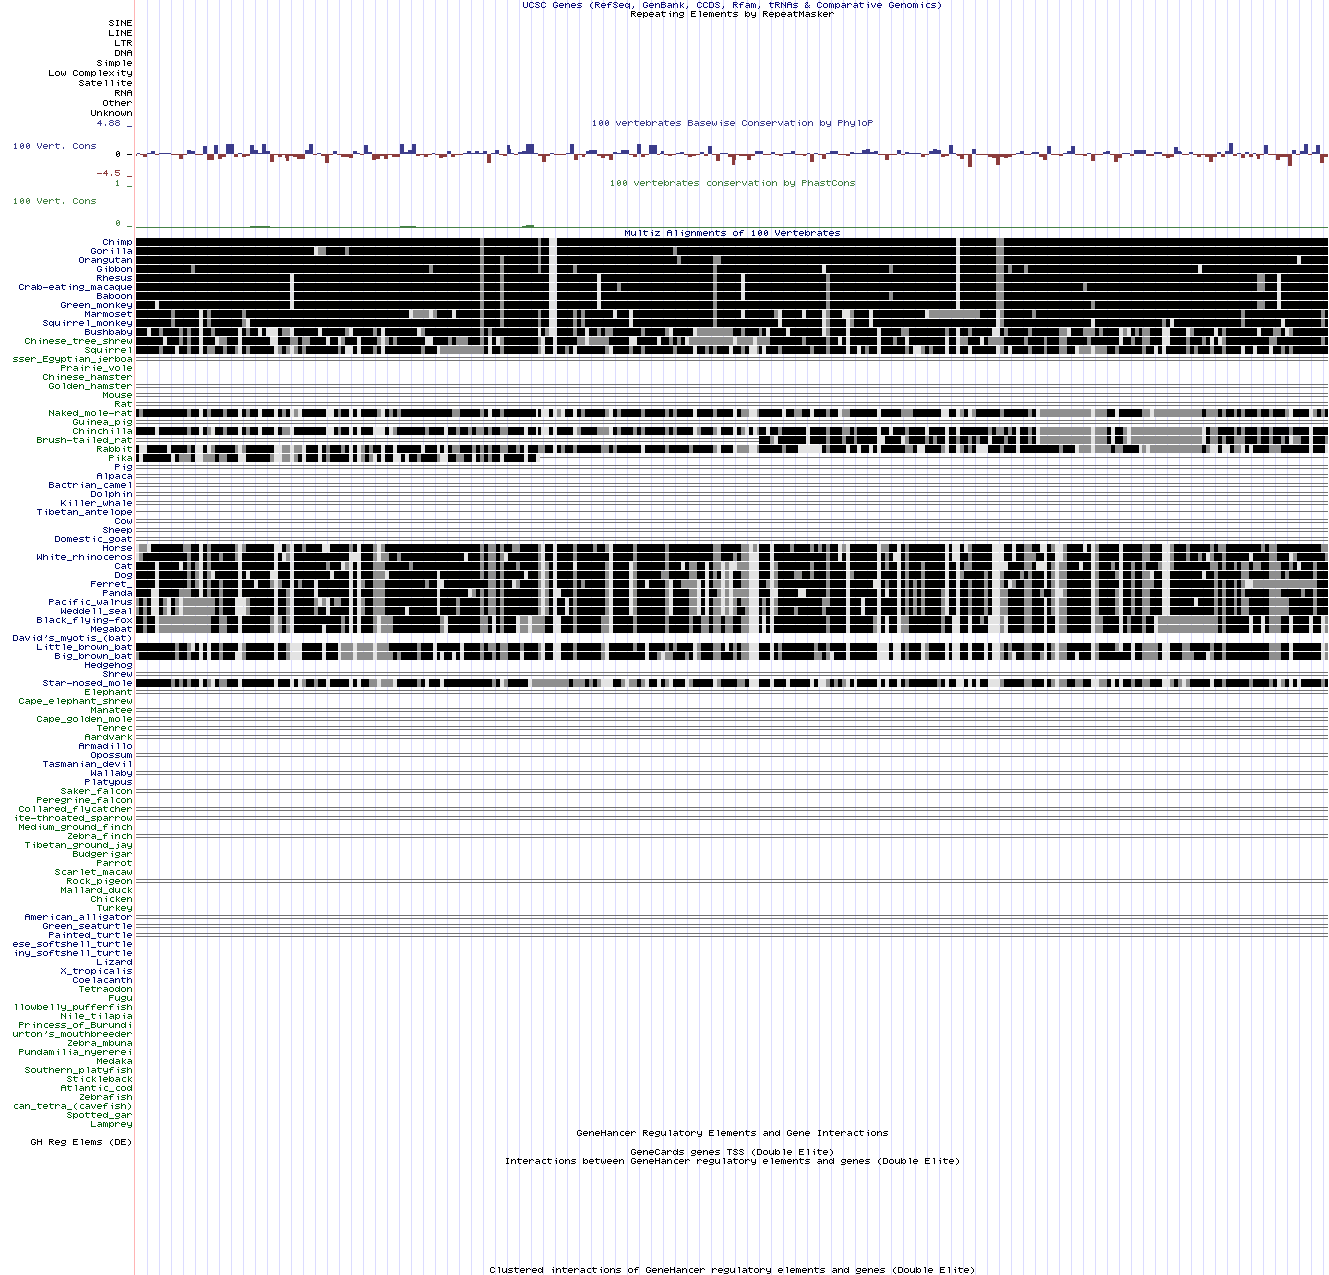 UCSC Genes (RefSeq, GenBank, CCDS, Rfam, tRNAs & Comparative Genomics)
Repeating Elements by RepeatMasker
SINE
LINE
LTR
DNA
Simple
Low Complexity
Satellite
RNA
Other
Unknown
4.88 _
100 vertebrates Basewise Conservation by PhyloP
100 Vert. Cons
0 _
-4.5 _
1 _
100 vertebrates conservation by PhastCons
100 Vert. Cons
0 _
Multiz Alignments of 100 Vertebrates
Chimp
Gorilla
Orangutan
Gibbon
Rhesus
Crab-eating_macaque
Baboon
Green_monkey
Marmoset
Squirrel_monkey
Bushbaby
Chinese_tree_shrew
Squirrel
sser_Egyptian_jerboa
Prairie_vole
Chinese_hamster
Golden_hamster
Mouse
Rat
Naked_mole-rat
Guinea_pig
Chinchilla
Brush-tailed_rat
Rabbit
Pika
Pig
Alpaca
Bactrian_camel
Dolphin
Killer_whale
Tibetan_antelope
Cow
Sheep
Domestic_goat
Horse
White_rhinoceros
Cat
Dog
Ferret_
Panda
Pacific_walrus
Weddell_seal
Black_flying-fox
Megabat
David's_myotis_(bat)
Little_brown_bat
Big_brown_bat
Hedgehog
Shrew
Star-nosed_mole
Elephant
Cape_elephant_shrew
Manatee
Cape_golden_mole
Tenrec
Aardvark
Armadillo
Opossum
Tasmanian_devil
Wallaby
Platypus
Saker_falcon
Peregrine_falcon
Collared_flycatcher
ite-throated_sparrow
Medium_ground_finch
Zebra_finch
Tibetan_ground_jay
Budgerigar
Parrot
Scarlet_macaw
Rock_pigeon
Mallard_duck
Chicken
Turkey
American_alligator
Green_seaturtle
Painted_turtle
ese_softshell_turtle
iny_softshell_turtle
Lizard
X_tropicalis
Coelacanth
Tetraodon
Fugu
llowbelly_pufferfish
Nile_tilapia
Princess_of_Burundi
urton's_mouthbreeder
Zebra_mbuna
Pundamilia_nyererei
Medaka
Southern_platyfish
Stickleback
Atlantic_cod
Zebrafish
can_tetra_(cavefish)
Spotted_gar
Lamprey
GeneHancer Regulatory Elements and Gene Interactions
GH Reg Elems (DE)
GeneCards genes TSS (Double Elite)
Interactions between GeneHancer regulatory elements and genes (Double Elite)
Clustered interactions of GeneHancer regulatory elements and genes (Double Elite)